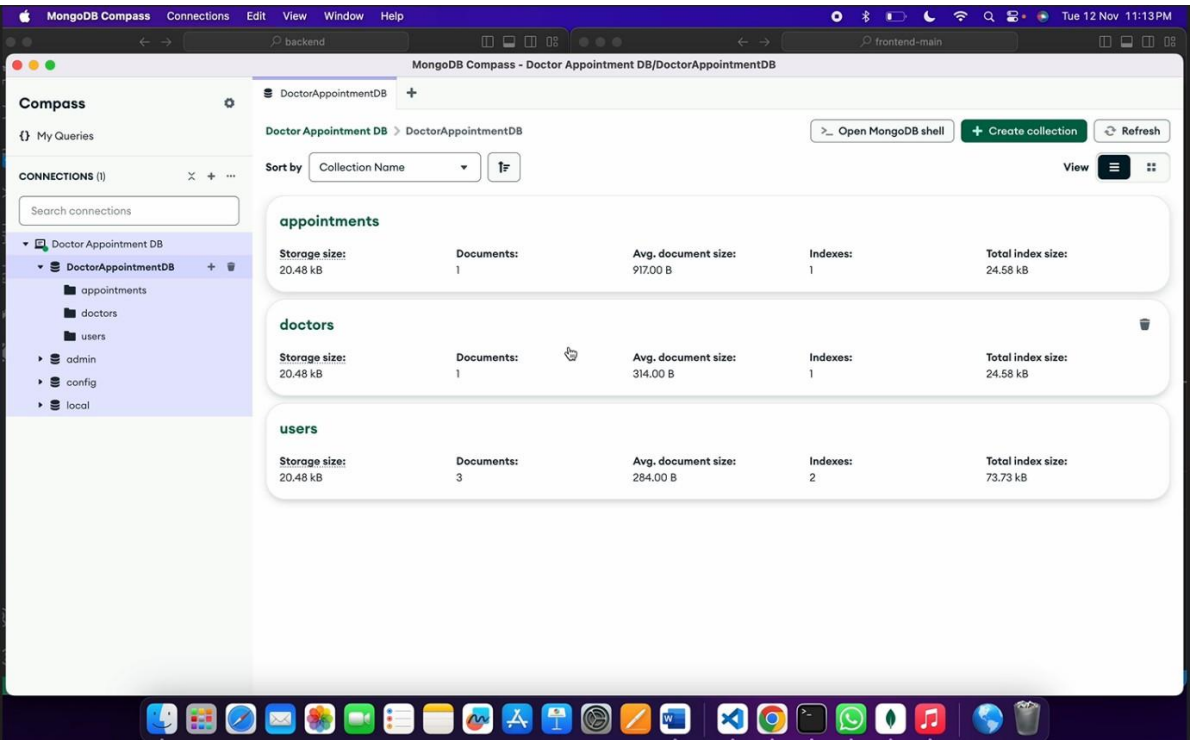 MongoDB Compass Connections Edit View Window Help Tue 12 Nov 11:13PM
backend frontend-main
MongoDB Compass - Doctor Appointment DB/DoctorAppointmentDB
Compass
{} My Queries
CONNECTIONS (1)
Search connections
Doctor Appointment DB
DoctorAppointmentDB
appointments
doctors
users
admin
config
local
DoctorAppointmentDB +
Doctor Appointment DB > DoctorAppointmentDB
>_ Open MongoDB shell + Create collection Refresh
Sort by Collection Name View
appointments
Storage size: Documents: Avg. document size: Indexes: Total index size:
20.48 kB 1 917.00 B 1 24.58 kB
doctors
Storage size: Documents: Avg. document size: Indexes: Total index size:
20.48 kB 1 314.00 B 1 24.58 kB
users
Storage size: Documents: Avg. document size: Indexes: Total index size:
20.48 kB 3 284.00 B 2 73.73 kB